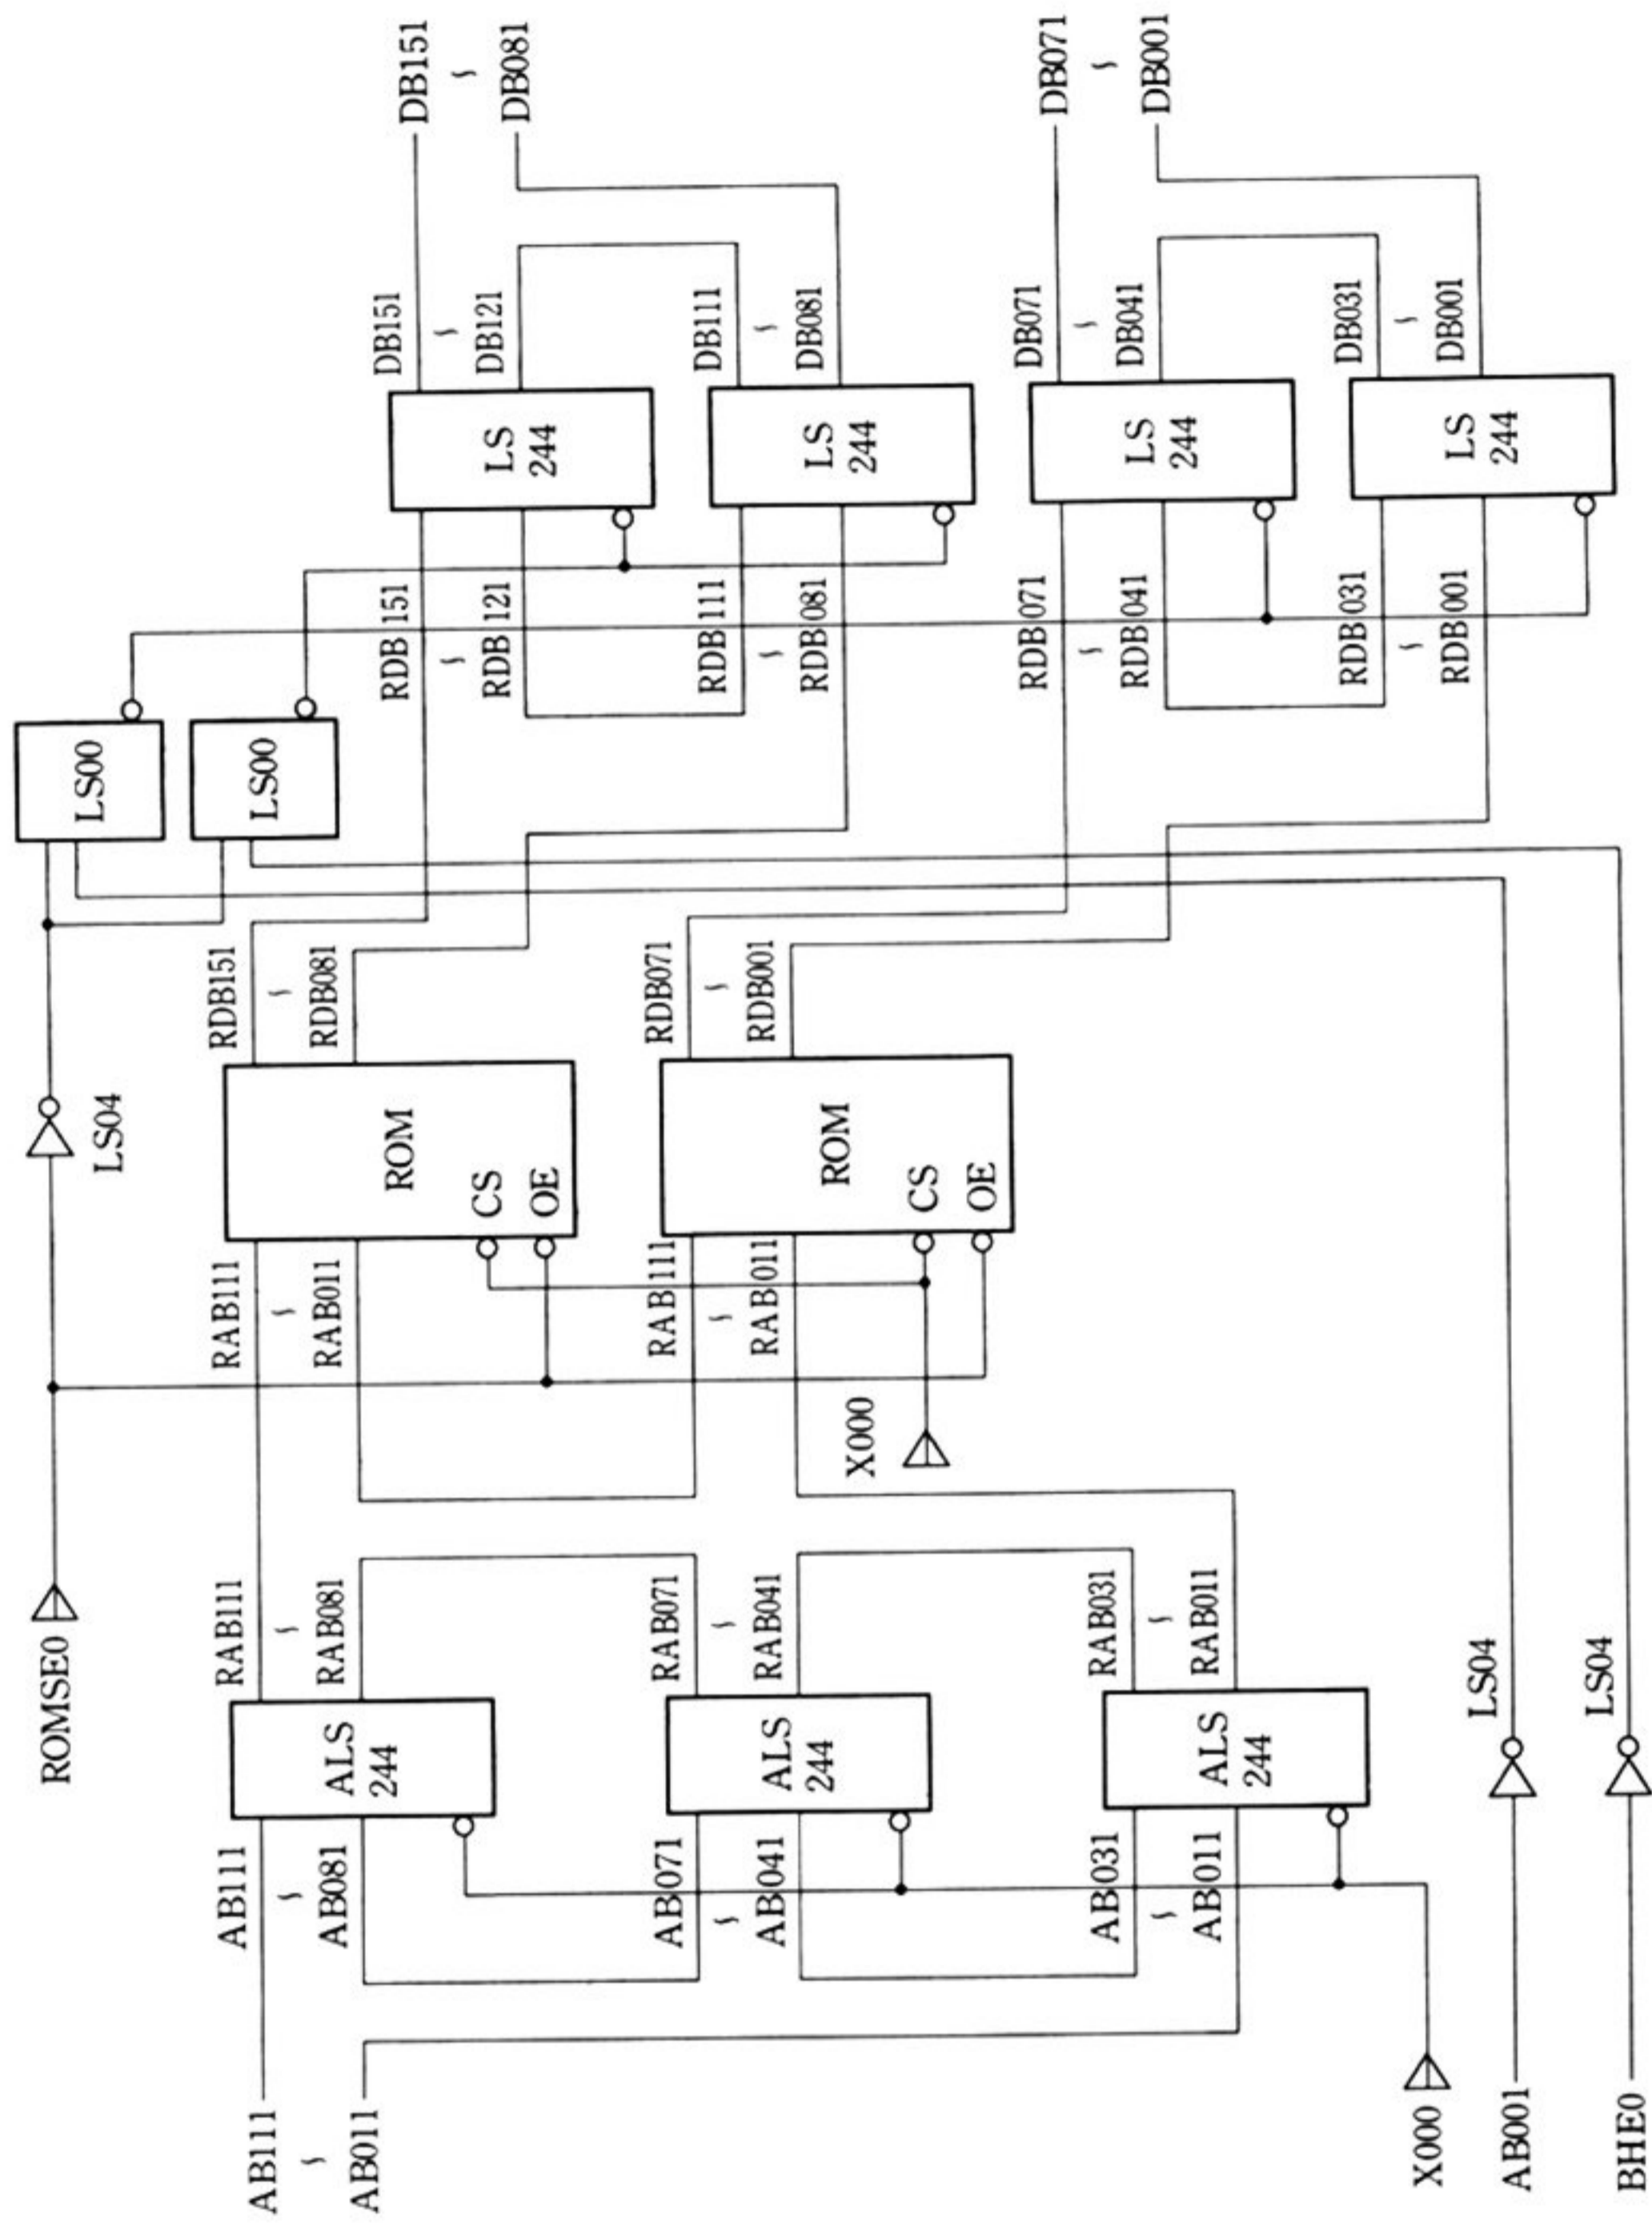 ROMSE0
LS04
LS00
LS00
AB111
∼
AB011
AB111
∼
AB081
ALS
244
RAB111
∼
RAB081
RAB111
∼
RAB011
ROM
CS
OE
RDB151
∼
RDB081
RDB151
∼
RDB121
LS
244
DB151
∼
DB121
DB151
∼
DB081
RDB111
∼
RDB081
LS
244
DB111
∼
DB081
AB071
∼
AB041
ALS
244
RAB071
∼
RAB041
RAB111
∼
RAB011
ROM
CS
OE
X000
RDB071
∼
RDB001
RDB071
∼
RDB041
LS
244
DB071
∼
DB041
DB071
∼
DB001
AB031
∼
AB011
ALS
244
RAB031
∼
RAB011
RDB031
∼
RDB001
LS
244
DB031
∼
DB001
X000
AB001
LS04
BHE0
LS04